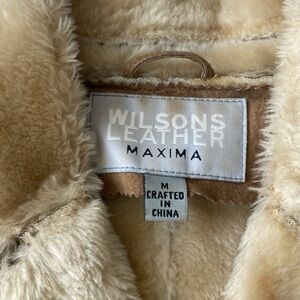 WILSONS
LEATHER
MAXIMA
M
CRAFTED
IN
CHINA